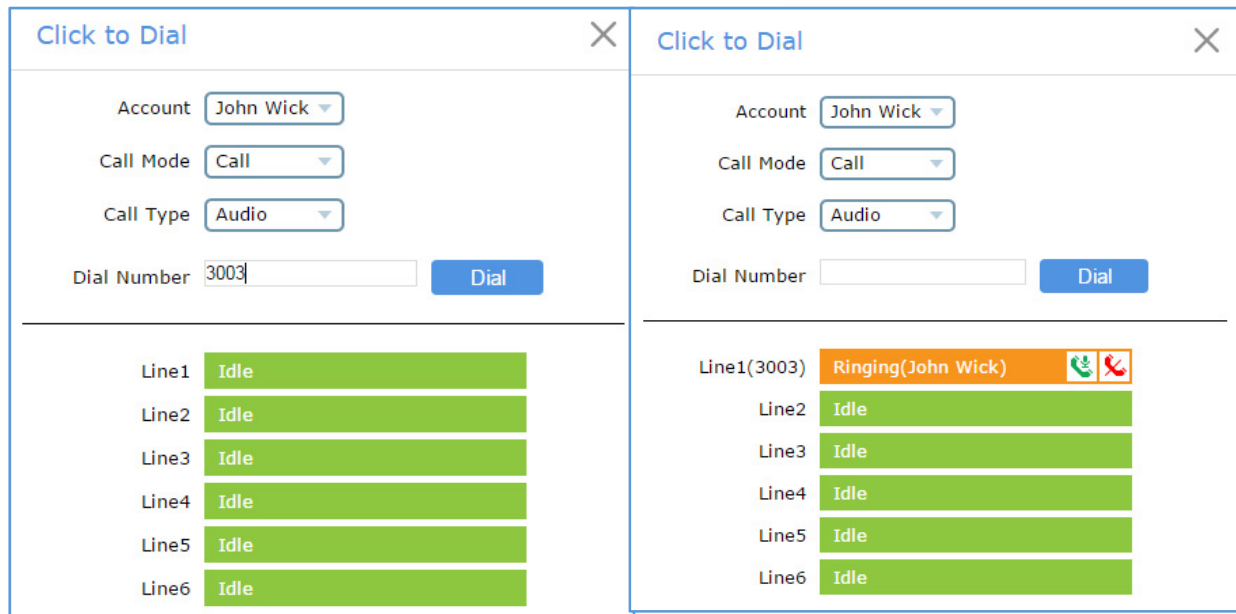 Click to Dial
Account John Wick
Call Mode Call
Call Type Audio
Dial Number 3003 Dial
Line1 Idle
Line2 Idle
Line3 Idle
Line4 Idle
Line5 Idle
Line6 Idle
Click to Dial
Account John Wick
Call Mode Call
Call Type Audio
Dial Number Dial
Line1(3003) Ringing(John Wick)
Line2 Idle
Line3 Idle
Line4 Idle
Line5 Idle
Line6 Idle